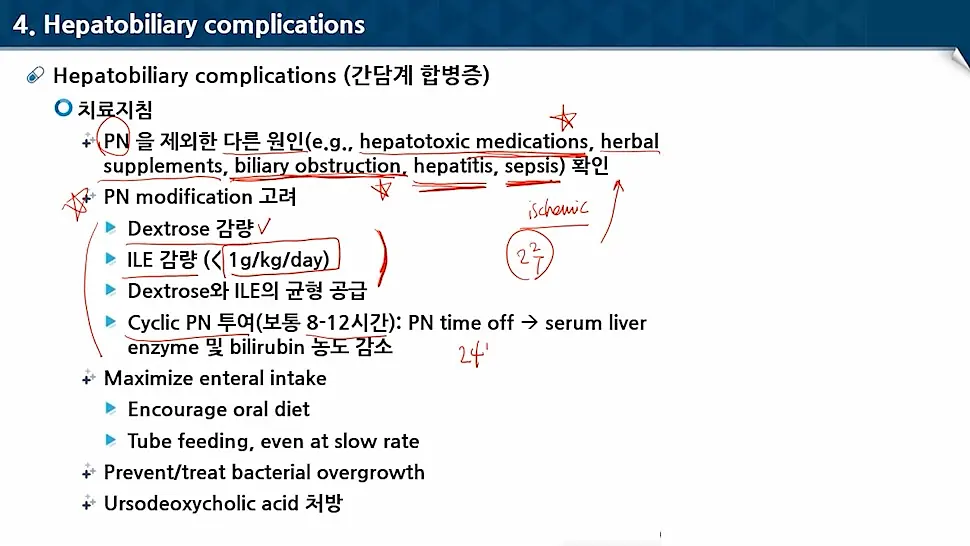 4. Hepatobiliary complications
Hepatobiliary complications (간담계 합병증)
치료지침
PN 을 제외한 다른 원인(e.g., hepatotoxic medications, herbal
supplements, biliary obstruction, hepatitis, sepsis) 확인
PN modification 고려
ischemic
Dextrose 감량
ILE 감량 (< 1g/kg/day)
Dextrose와 ILE의 균형 공급
Cyclic PN 투여(보통 8-12시간): PN time off → serum liver
enzyme 및 bilirubin 농도 감소
24'
Maximize enteral intake
Encourage oral diet
Tube feeding, even at slow rate
Prevent/treat bacterial overgrowth
Ursodeoxycholic acid 처방